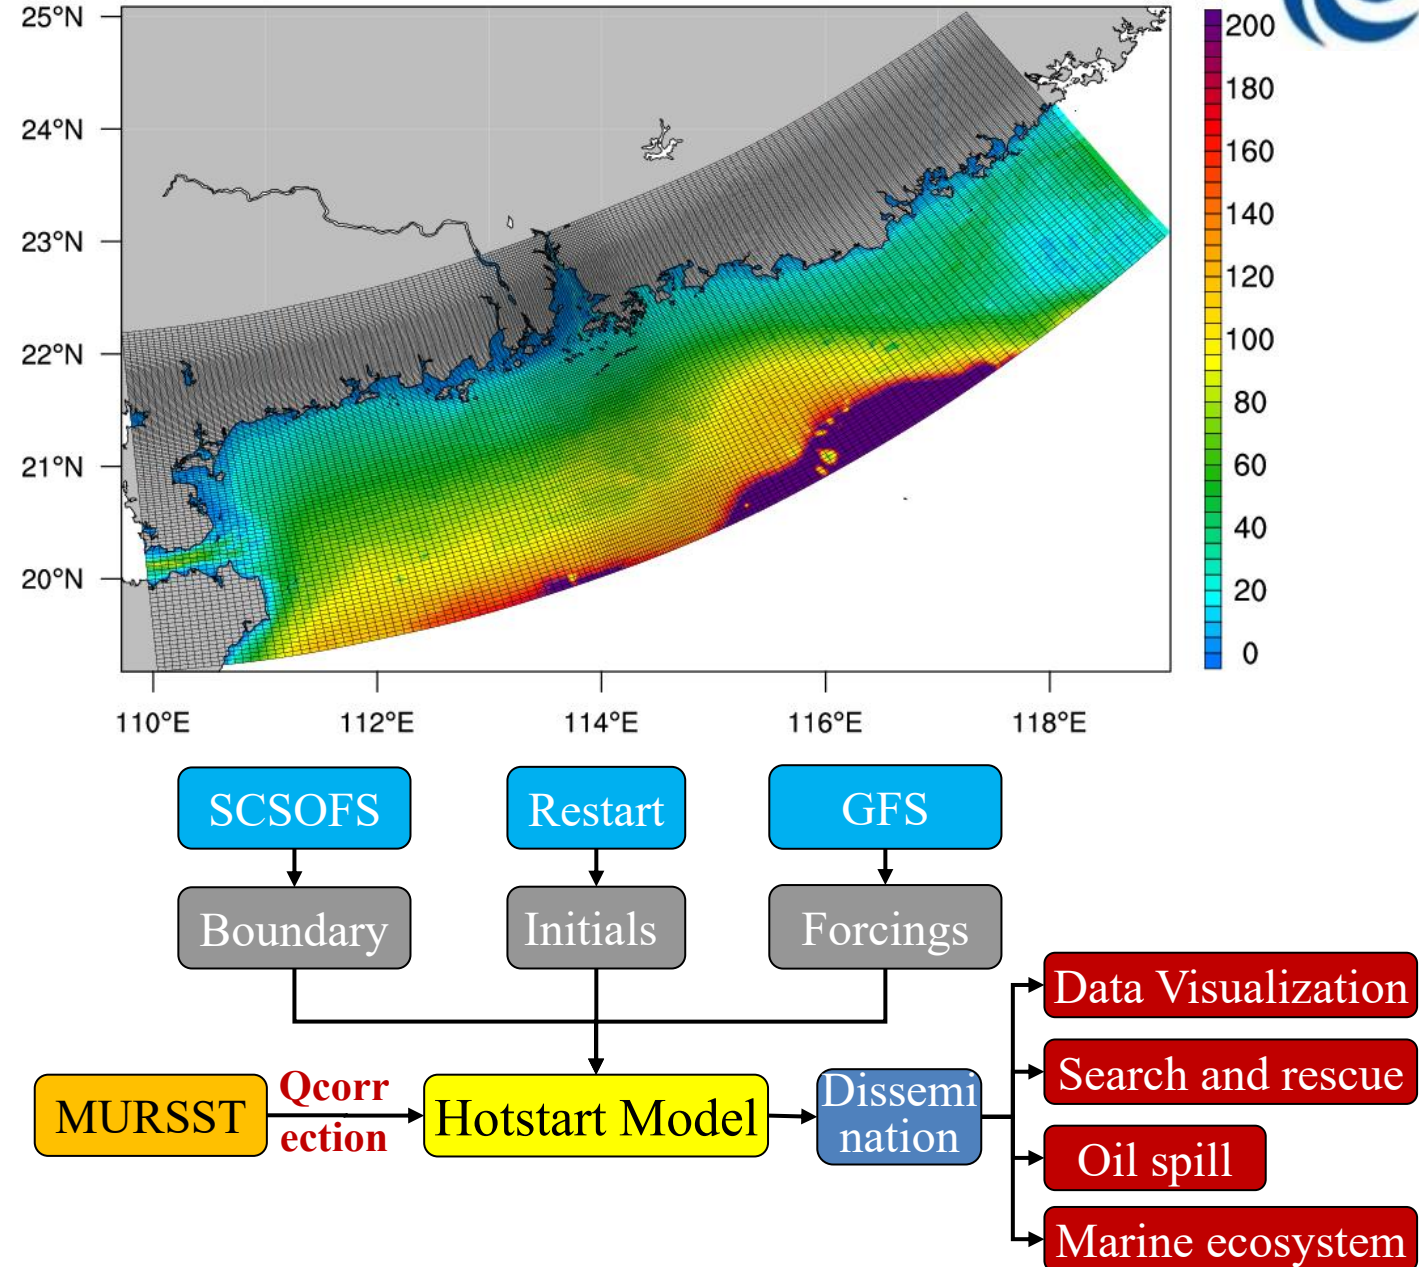 25°N
24°N
23°N
22°N
21°N
20°N
110°E
112°E
114°E
116°E
118°E
200
180
160
140
120
100
80
60
40
20
0
SCSOFS
Restart
GFS
Boundary
Initials
Forcings
MURSST
Qcorr
ection
Hotstart Model
Dissemi
nation
Data Visualization
Search and rescue
Oil spill
Marine ecosystem